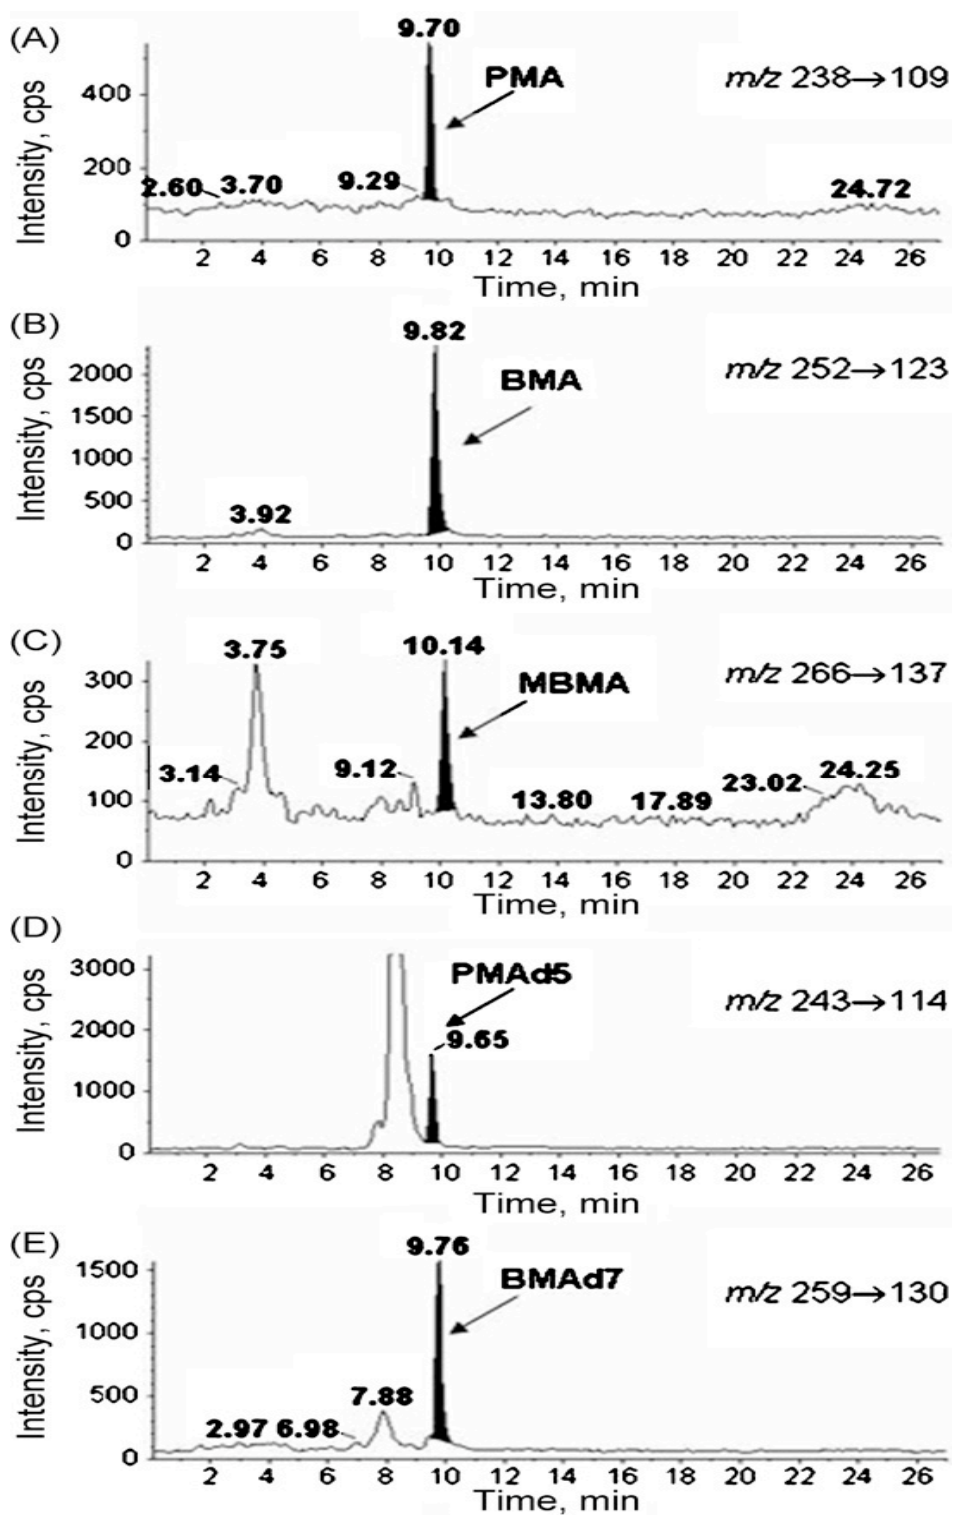 (A)
9.70
PMA
m/z 238→109
Intensity, cps
400
200
0
2.60 3.70
9.29
24.72
2 4 6 8 10 12 14 16 18 20 22 24 26
Time, min
(B)
9.82
BMA
m/z 252→123
Intensity, cps
2000
1500
1000
500
0
3.92
2 4 6 8 10 12 14 16 18 20 22 24 26
Time, min
(C)
3.75
10.14
MBMA
m/z 266→137
Intensity, cps
300
200
100
0
3.14
9.12
13.80
17.89
23.02
24.25
2 4 6 8 10 12 14 16 18 20 22 24 26
Time, min
(D)
PMAd5
9.65
m/z 243→114
Intensity, cps
3000
2000
1000
0
2 4 6 8 10 12 14 16 18 20 22 24 26
Time, min
(E)
9.76
BMAd7
m/z 259→130
Intensity, cps
1500
1000
500
0
7.88
2.97 6.98
2 4 6 8 10 12 14 16 18 20 22 24 26
Time, min